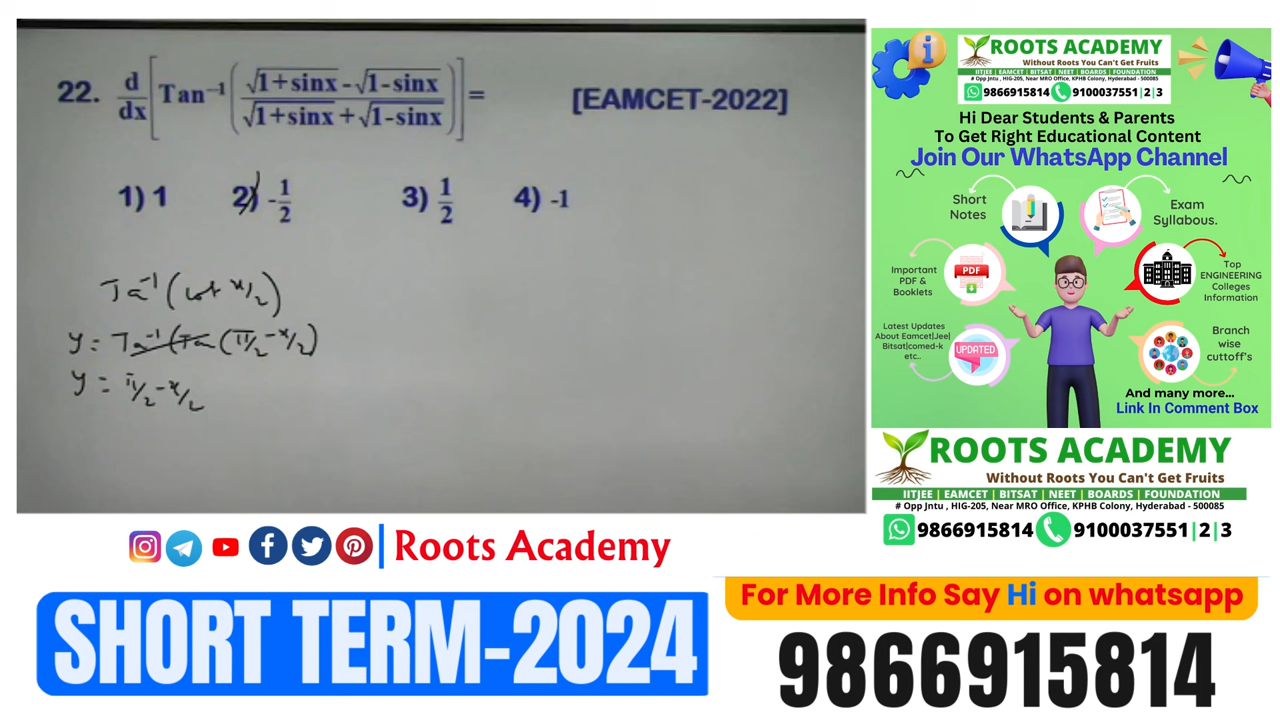 22. d/dx [Tan⁻¹((√1+sinx - √1-sinx)/(√1+sinx + √1-sinx))] = [EAMCET-2022]
1) 1 2) -1/2 3) 1/2 4) -1
Ta⁻¹(cot x/2)
y = Ta⁻¹(Tan(π/2 - x/2)
y = π/2 - x/2
ROOTS ACADEMY
Without Roots You Can't Get Fruits
IITJEE | EAMCET | BITSAT | NEET | BOARDS | FOUNDATION
# Opp Jntu , HIG-205, Near MRO Office, KPHB Colony, Hyderabad - 500085
9866915814 9100037551|2|3
Hi Dear Students & Parents
To Get Right Educational Content
Join Our WhatsApp Channel
Short
Notes
Exam
Syllabous.
Important
PDF &
Booklets
PDF
Top
ENGINEERING
Colleges
Information
Latest Updates
About Eamcet|Jee|
Bitsat|comed-k
etc..
UPDATED
Branch
wise
cuttoff's
And many more...
Link In Comment Box
ROOTS ACADEMY
Without Roots You Can't Get Fruits
IITJEE | EAMCET | BITSAT | NEET | BOARDS | FOUNDATION
# Opp Jntu , HIG-205, Near MRO Office, KPHB Colony, Hyderabad - 500085
9866915814 9100037551|2|3
| Roots Academy
SHORT TERM-2024
For More Info Say Hi on whatsapp
9866915814